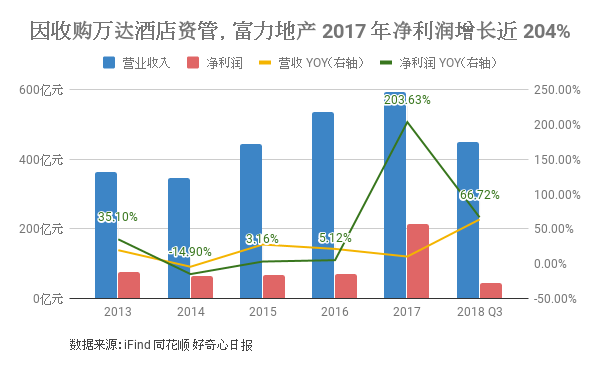 因收购万达酒店资管，富力地产 2017 年净利润增长近 204%
营业收入 净利润 营收 YOY(右轴) 净利润 YOY(右轴)
600亿元
400亿元
200亿元
0亿元
250.00%
200.00%
150.00%
100.00%
50.00%
0.00%
-50.00%
35.10%
-14.90%
3.16%
5.12%
203.63%
66.72%
2013 2014 2015 2016 2017 2018 Q3
数据来源: iFind 同花顺 好奇心日报